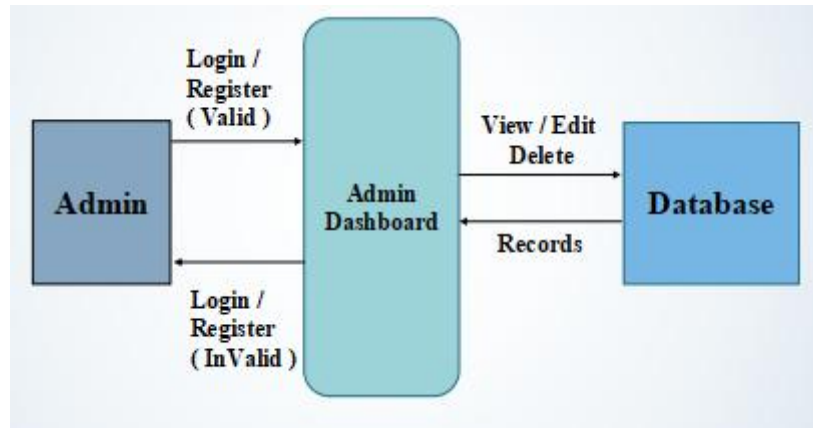 Login /
Register
( Valid )
Admin
Login /
Register
( InValid )
Admin
Dashboard
View / Edit
Delete
Records
Database